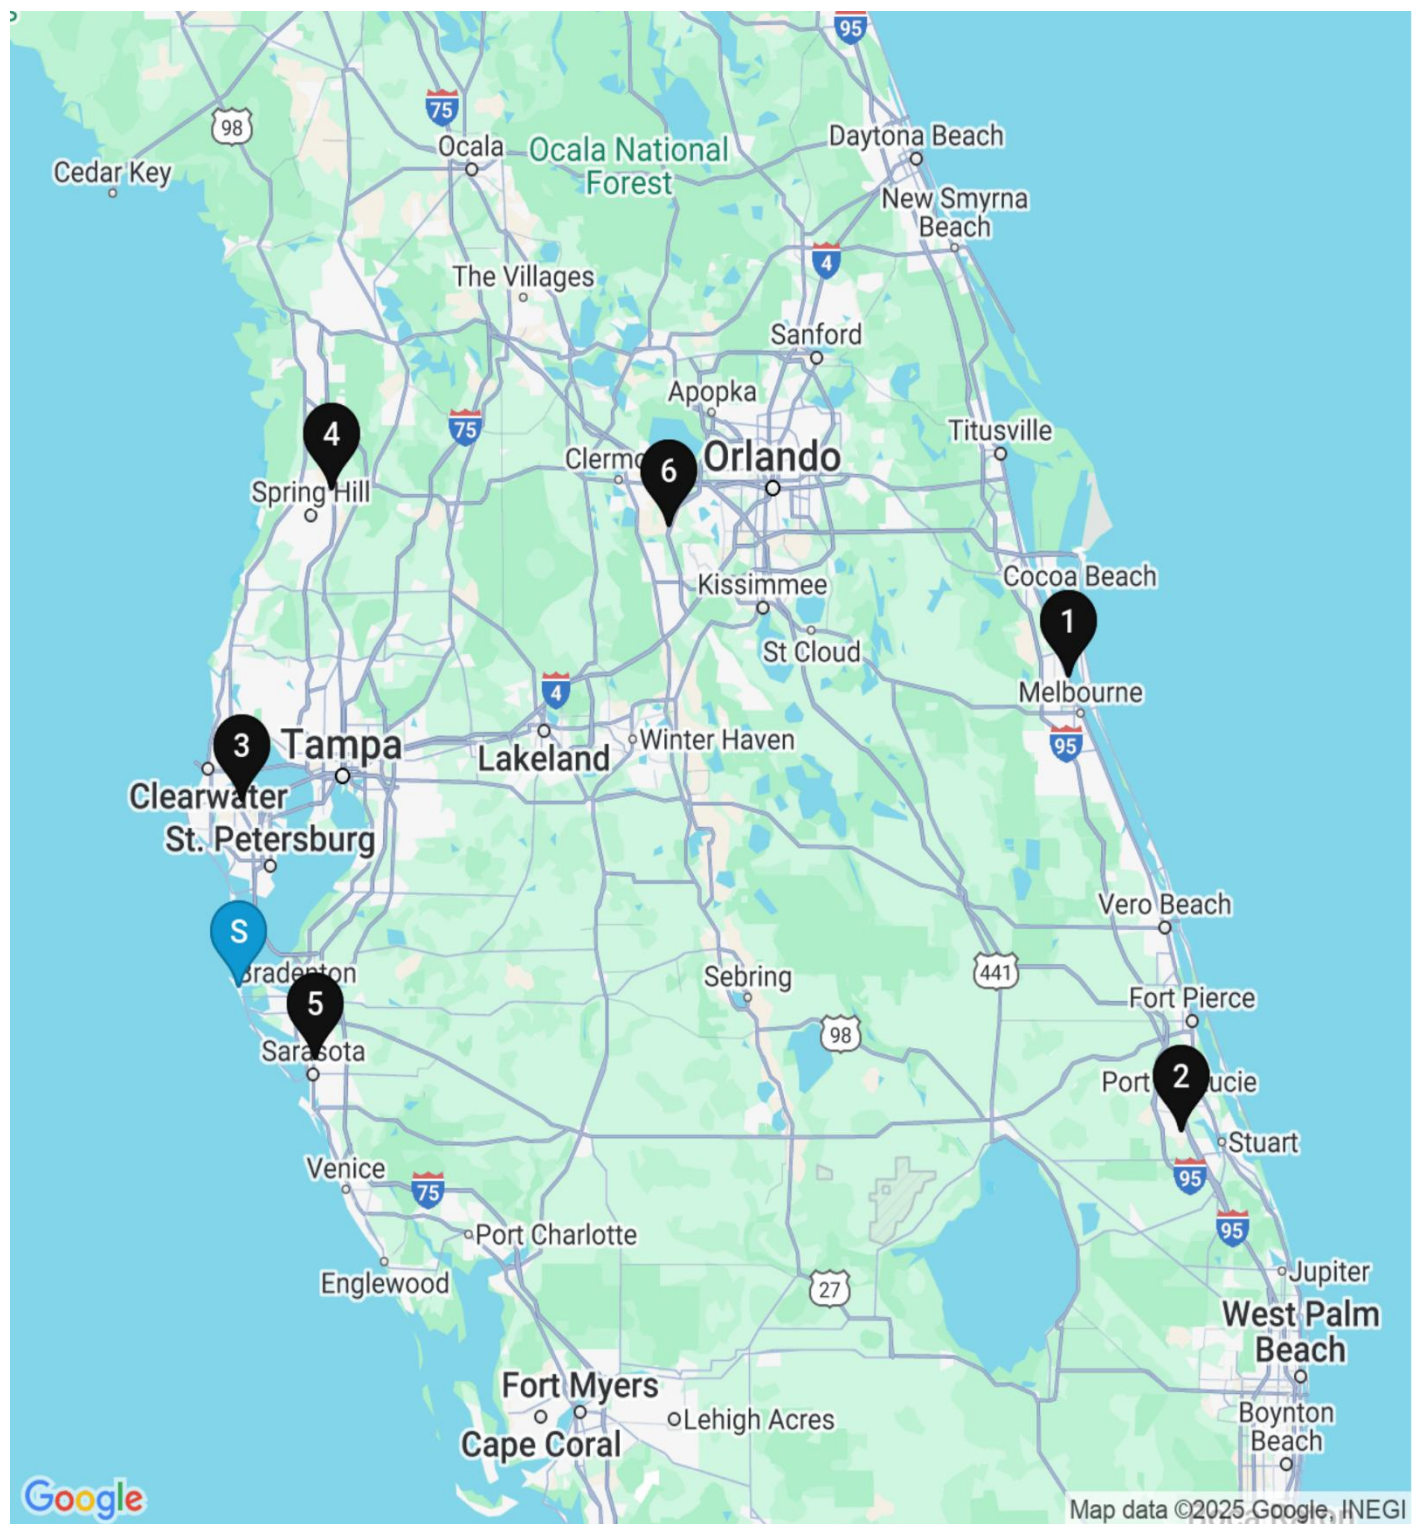 95
75
98
Ocala
Daytona Beach
Ocala National
Forest
Cedar Key
New Smyrna
Beach
4
The Villages
Sanford
Apopka
75
4
Titusville
Clermo
6
Orlando
Spring Hill
Cocoa Beach
Kissimmee
1
St Cloud
4
Melbourne
3
Tampa
Winter Haven
95
Lakeland
Clearwater
St. Petersburg
Vero Beach
S
Bradenton
Sebring
441
5
Fort Pierce
98
Sarasota
Port
2
ucie
Stuart
Venice
95
75
Port Charlotte
95
Englewood
27
Jupiter
West Palm
Beach
Fort Myers
Lehigh Acres
Boynton
Beach
Cape Coral
Google
Map data ©2025 Google, INEGI